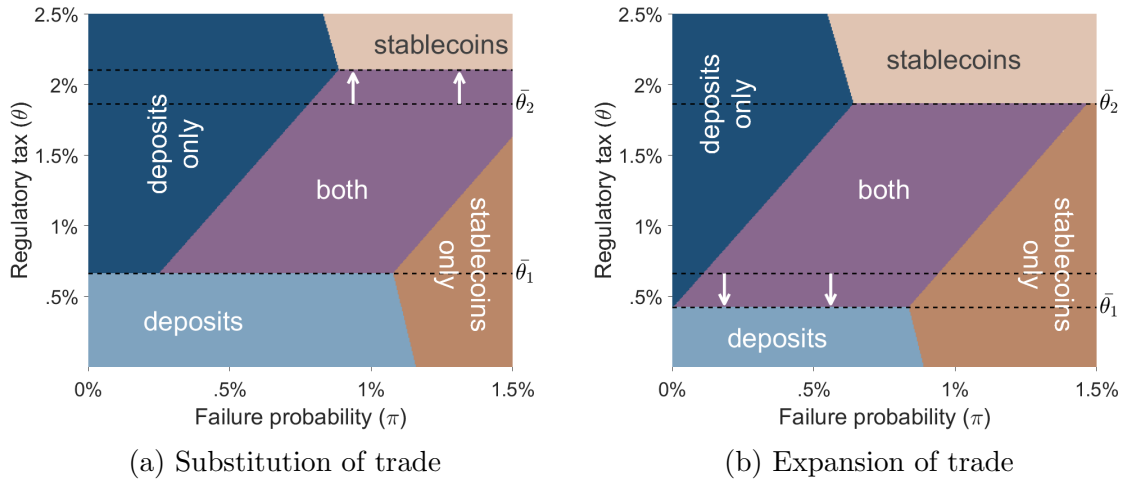 2.5%
2%
1.5%
1%
.5%
Regulatory tax (θ)
deposits
only
stablecoins
both
stablecoins
only
deposits
θ̄₂
θ̄₁
0%
.5%
1%
1.5%
Failure probability (π)
(a) Substitution of trade
2.5%
2%
1.5%
1%
.5%
Regulatory tax (θ)
deposits
only
stablecoins
both
stablecoins
only
deposits
θ̄₂
θ̄₁
0%
.5%
1%
1.5%
Failure probability (π)
(b) Expansion of trade